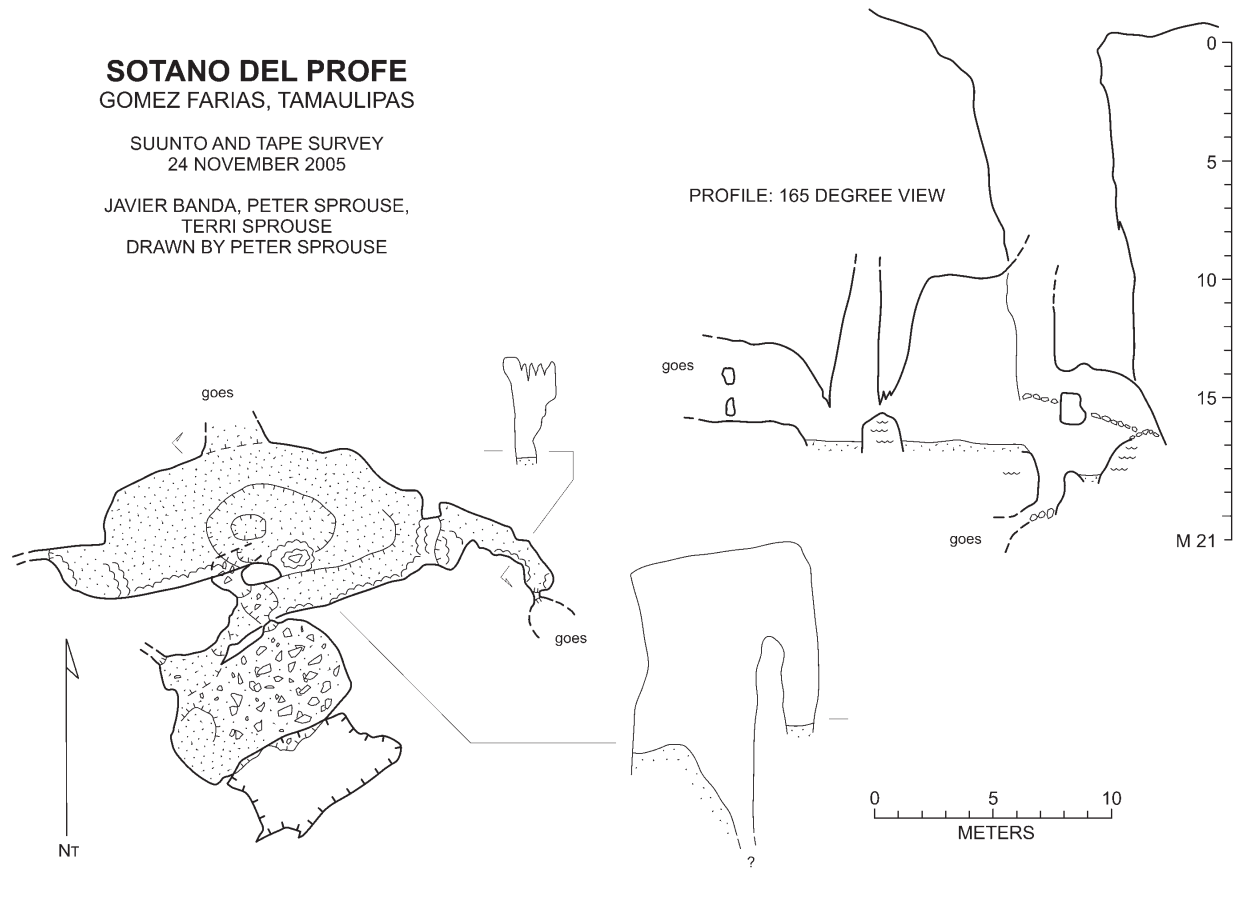 SOTANO DEL PROFE
GOMEZ FARIAS, TAMAULIPAS
SUUNTO AND TAPE SURVEY
24 NOVEMBER 2005
JAVIER BANDA, PETER SPROUSE,
TERRI SPROUSE
DRAWN BY PETER SPROUSE
PROFILE: 165 DEGREE VIEW
0
5
10
15
M 21
goes
goes
goes
goes
NT
?
0 5 10
METERS